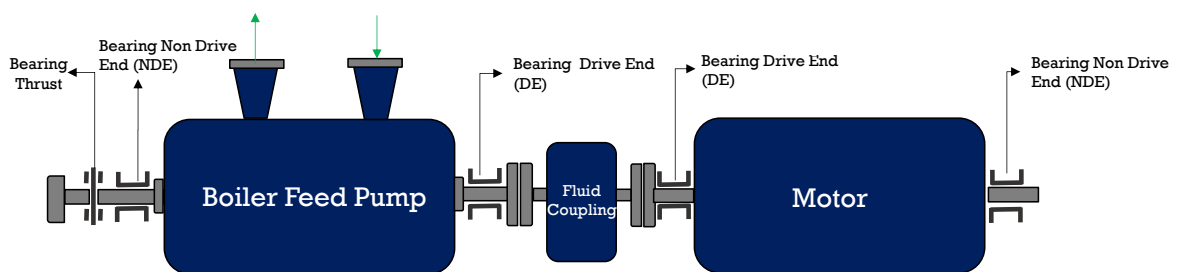 Bearing
Thrust
Bearing Non Drive
End (NDE)
Bearing Drive End
(DE)
Bearing Drive End
(DE)
Bearing Non Drive
End (NDE)
Boiler Feed Pump
Fluid
Coupling
Motor